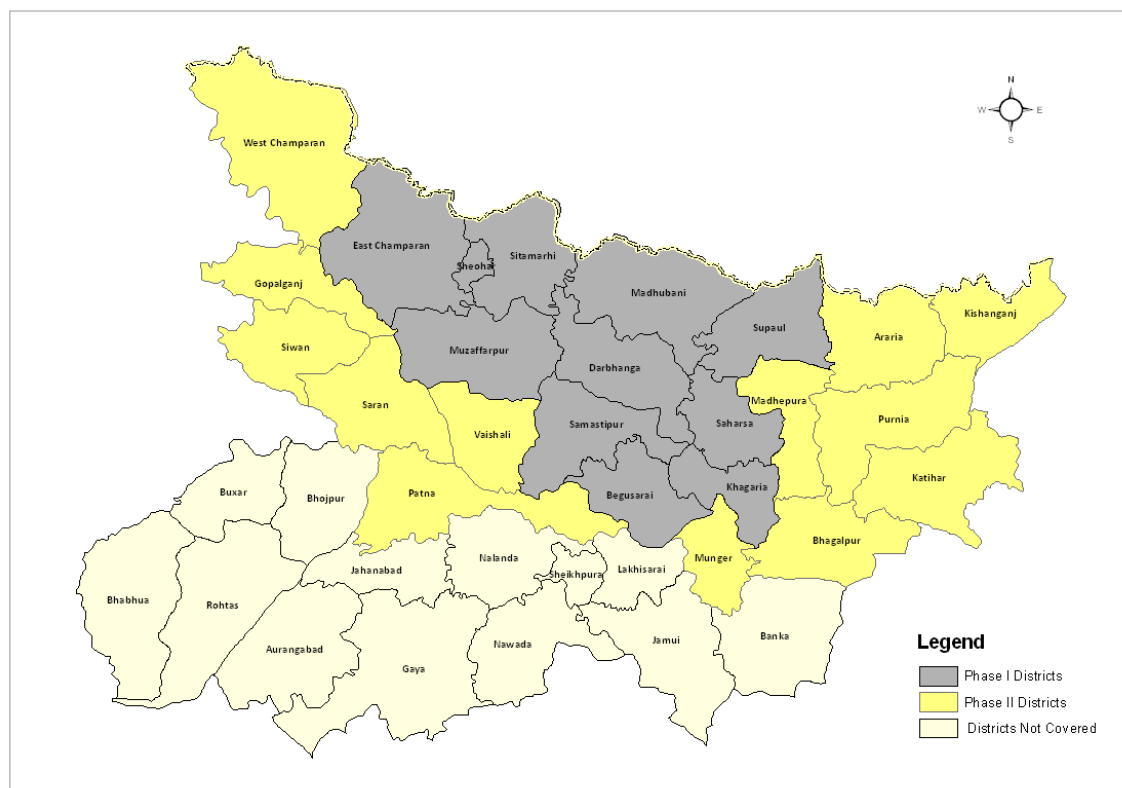 N
W E
S
West Champaran
East Champaran
Sheohar
Sitamarhi
Gopalganj
Madhubani
Kishanganj
Supaul
Araria
Siwan
Muzaffarpur
Darbhanga
Saran
Madhepura
Vaishali
Samastipur
Saharsa
Purnia
Katihar
Buxar
Bhojpur
Patna
Begusarai
Khagaria
Bhagalpur
Munger
Nalanda
Jahanabad
Sheikhpura
Lakhisarai
Bhabhua
Rohtas
Aurangabad
Gaya
Nawada
Jamui
Banka
Legend
Phase I Districts
Phase II Districts
Districts Not Covered